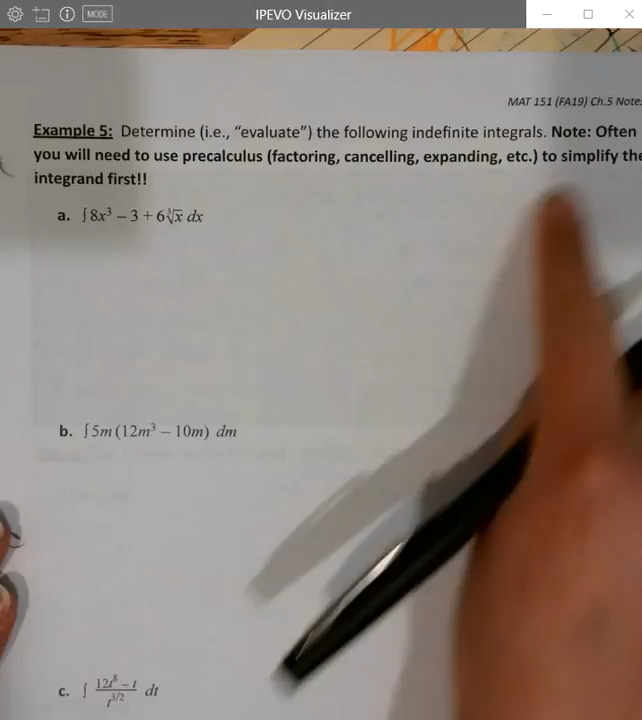 MODE
IPEVO Visualizer
MAT 151 (FA19) Ch.5 Note
Example 5: Determine (i.e., “evaluate”) the following indefinite integrals. Note: Often
you will need to use precalculus (factoring, cancelling, expanding, etc.) to simplify the
integrand first!!
a. ∫ 8x³ – 3 + 6∛x dx
b. ∫ 5m (12m³ – 10m) dm
c. ∫ (12t⁸ – t)/t^(3/2) dt